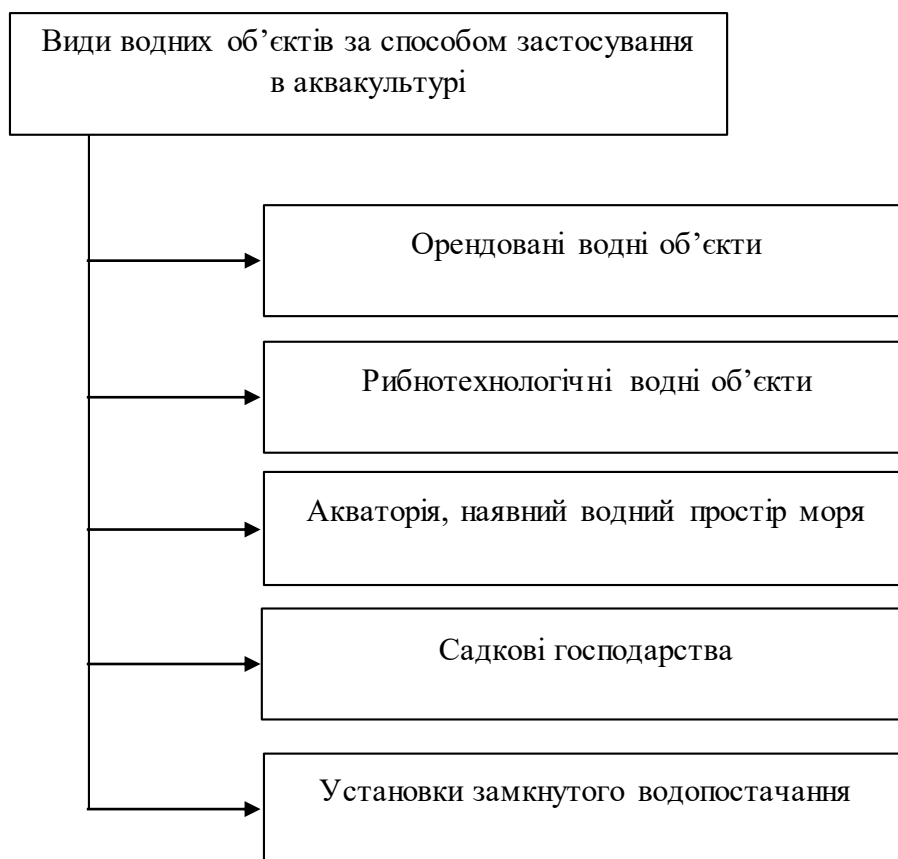 Види водних об’єктів за способом застосування
в аквакультурі
Орендовані водні об’єкти
Рибнотехнологічні водні об’єкти
Акваторія, наявний водний простір моря
Садкові господарства
Установки замкнутого водопостачання